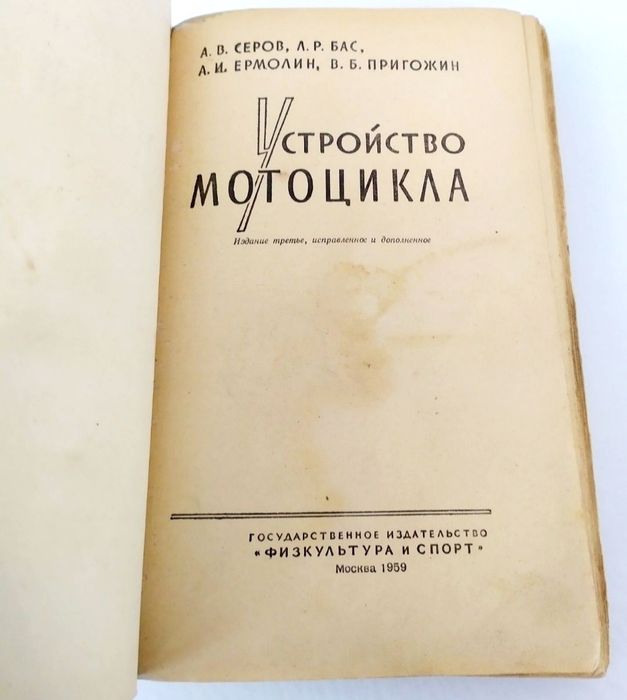 А. В. СЕРОВ, Л. Р. БАС,
А. И. ЕРМОЛИН, В. Б. ПРИГОЖИН
УСТРОЙСТВО
МОТОЦИКЛА
Издание третье, исправленное и дополненное
ГОСУДАРСТВЕННОЕ ИЗДАТЕЛЬСТВО
«ФИЗКУЛЬТУРА И СПОРТ»
Москва 1959